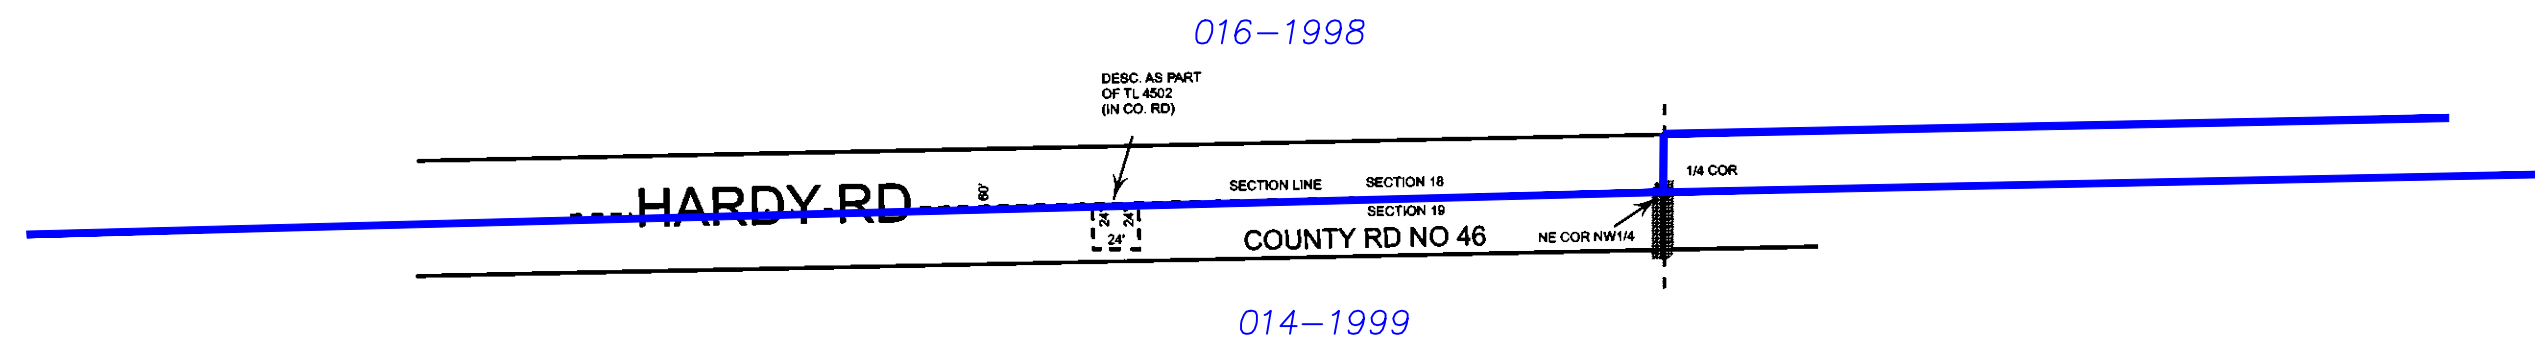 016-1998
DESC. AS PART
OF TL 4502
(IN CO. RD)
1/4 COR
SECTION LINE SECTION 18
HARDY RD
60'
SECTION 19
24' 24'
24'
COUNTY RD NO 46
NE COR NW1/4
014-1999